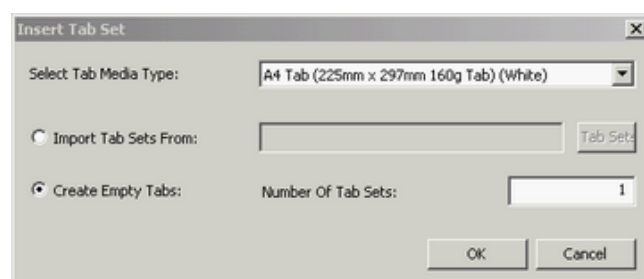 Insert Tab Set
Select Tab Media Type: A4 Tab (225mm x 297mm 160g Tab) (White)
Import Tab Sets From: Tab Sets
Create Empty Tabs: Number Of Tab Sets: 1
OK Cancel